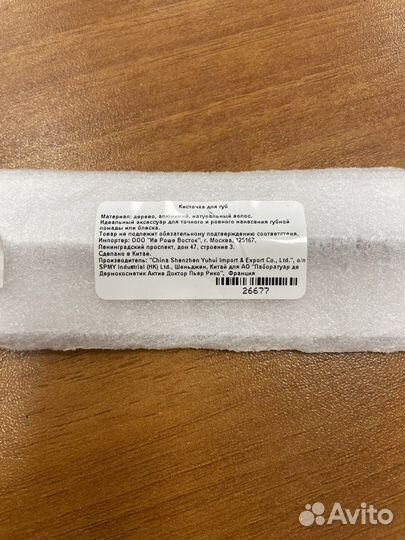 Кисточка для губ
Материал: дерево, алюминий, натуральный волос.
Идеальный аксессуар для точного и ровного нанесения губной
помады или блеска.
Товар не подлежит обязательному подтверждению соответствия.
Импортер: ООО "Ив Роше Восток", г. Москва, 125167,
Ленинградский проспект, дом 47, строение 3.
Сделано в Китае.
Производитель: "China Shenzhen Yuhui Import & Export Co., Ltd.", о/п
SPMY Industrial (HK) Ltd., Шеньджен, Китай для АО "Лаборатуар де
Дермокосметик Актив Доктор Пьер Рико", Франция
26677
Avito